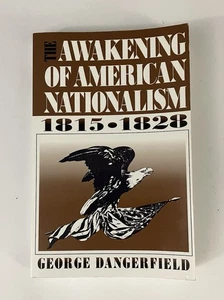 THE AWAKENING
OF AMERICAN
NATIONALISM
1815•1828
GEORGE DANGERFIELD